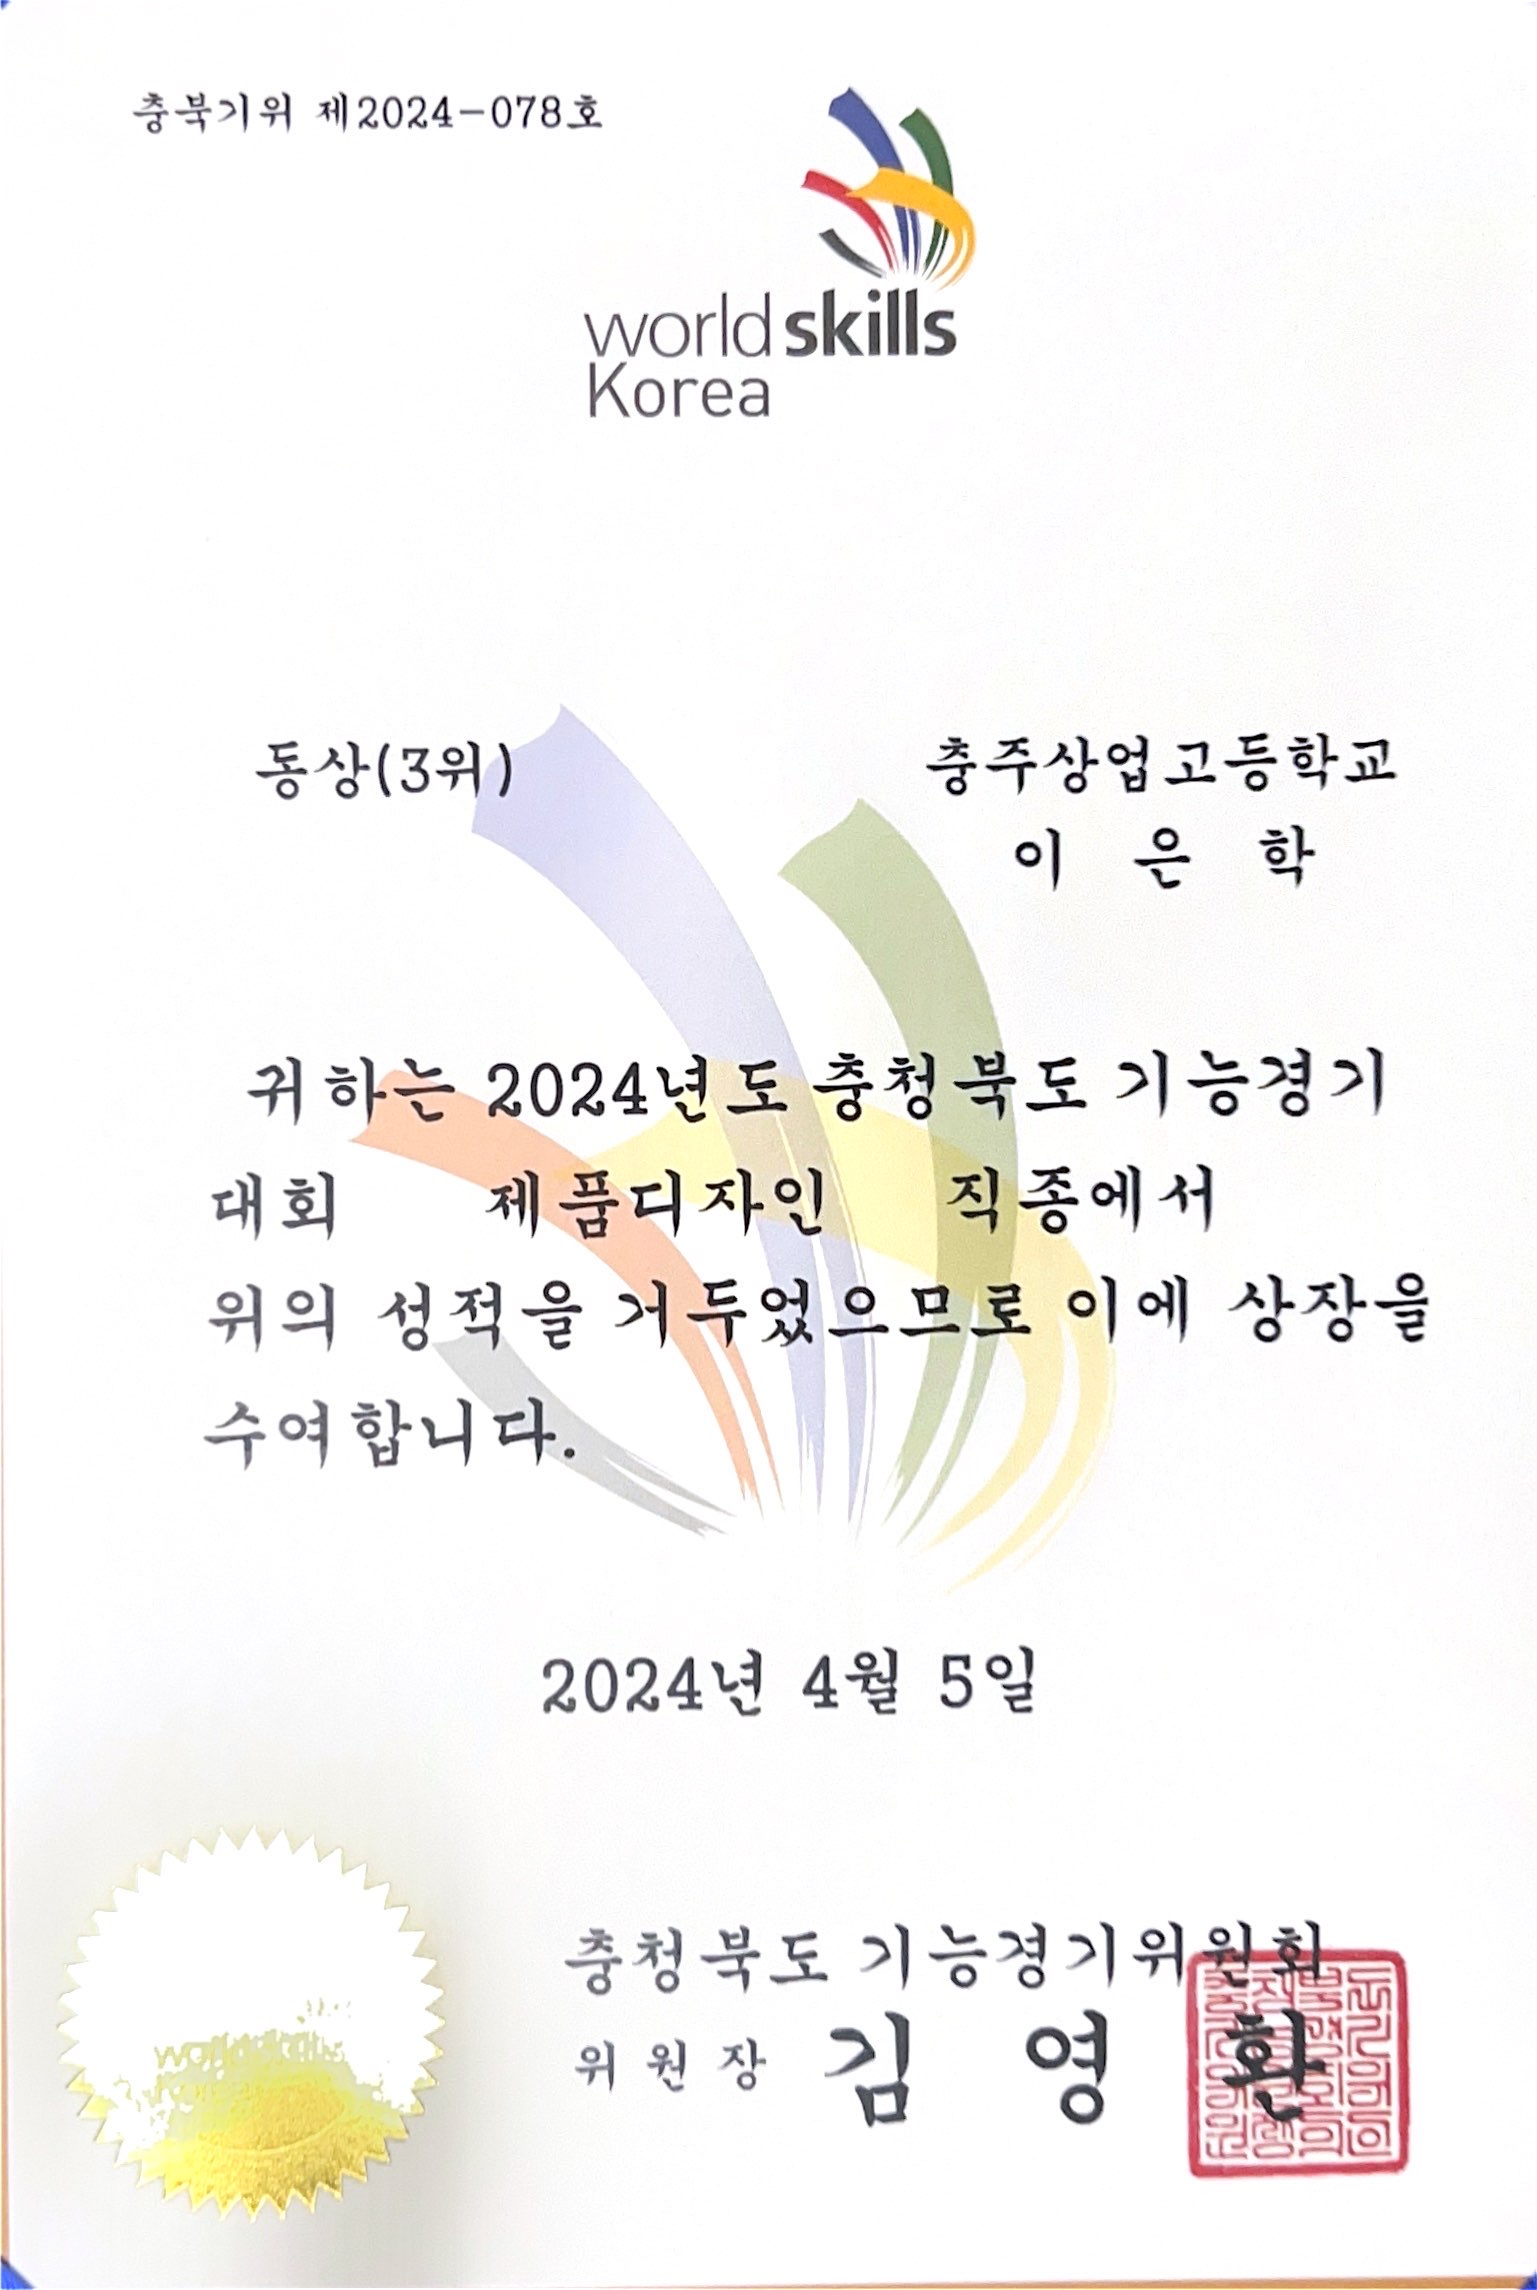 충북기위 제2024-078호
world skills
Korea
동상(3위)
충주상업고등학교
이 은 학
귀하는 2024년도 충청북도 기능경기
대회 제품디자인 직종에서
위의 성적을 거두었으므로 이에 상장을
수여합니다.
2024년 4월 5일
충청북도 기능경기위원회
위원장 김 영 환
worldskills